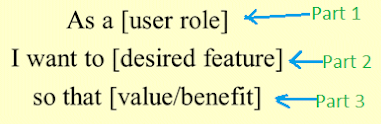 As a [user role] Part 1
I want to [desired feature] Part 2
so that [value/benefit] Part 3